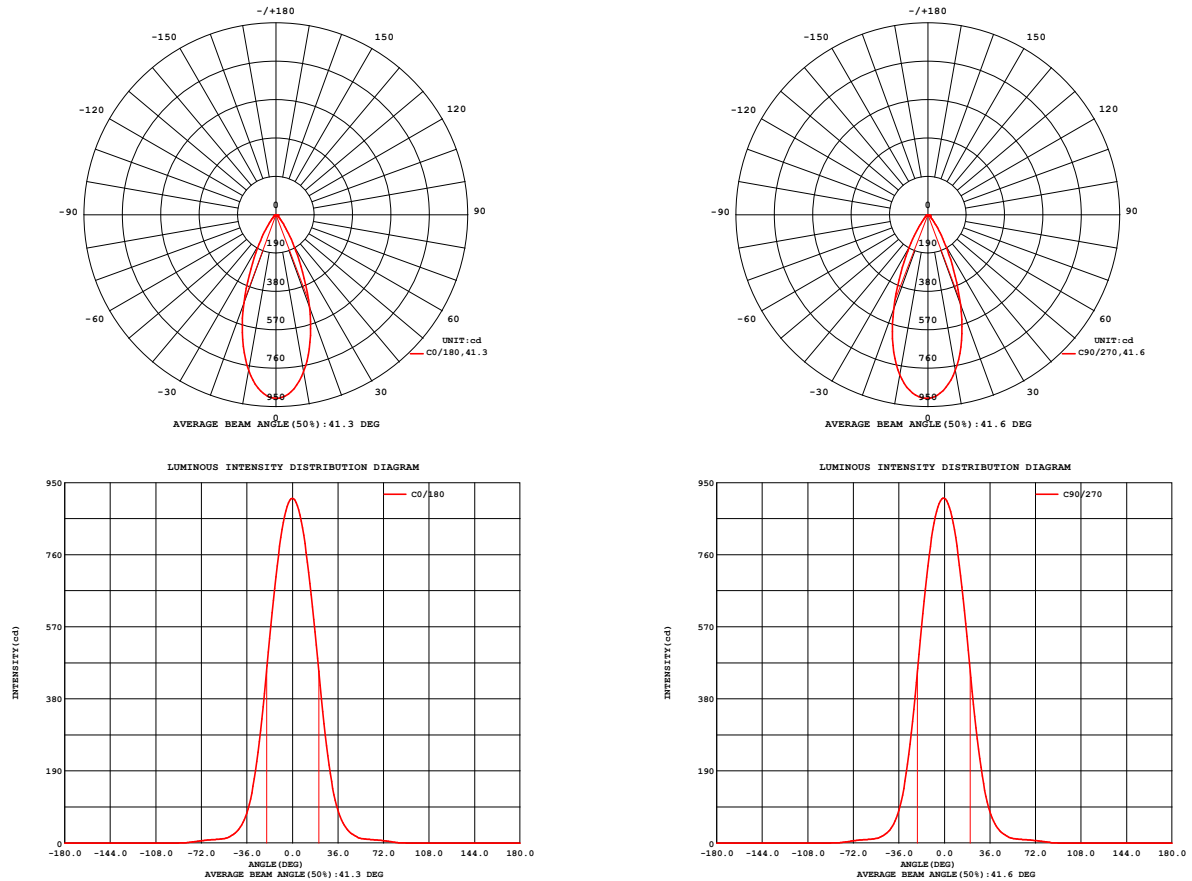 -/+180
-150
150
-120
120
-90
90
-60
60
-30
30
0
190
380
570
760
950
0
UNIT:cd
C0/180,41.3
AVERAGE BEAM ANGLE(50%):41.3 DEG
-/+180
-150
150
-120
120
-90
90
-60
60
-30
30
0
190
380
570
760
950
0
UNIT:cd
C90/270,41.6
AVERAGE BEAM ANGLE(50%):41.6 DEG
LUMINOUS INTENSITY DISTRIBUTION DIAGRAM
C0/180
INTENSITY(cd)
950
760
570
380
190
0
-180.0 -144.0 -108.0 -72.0 -36.0 0.0 36.0 72.0 108.0 144.0 180.0
ANGLE(DEG)
AVERAGE BEAM ANGLE(50%):41.3 DEG
LUMINOUS INTENSITY DISTRIBUTION DIAGRAM
C90/270
INTENSITY(cd)
950
760
570
380
190
0
-180.0 -144.0 -108.0 -72.0 -36.0 0.0 36.0 72.0 108.0 144.0 180.0
ANGLE(DEG)
AVERAGE BEAM ANGLE(50%):41.6 DEG